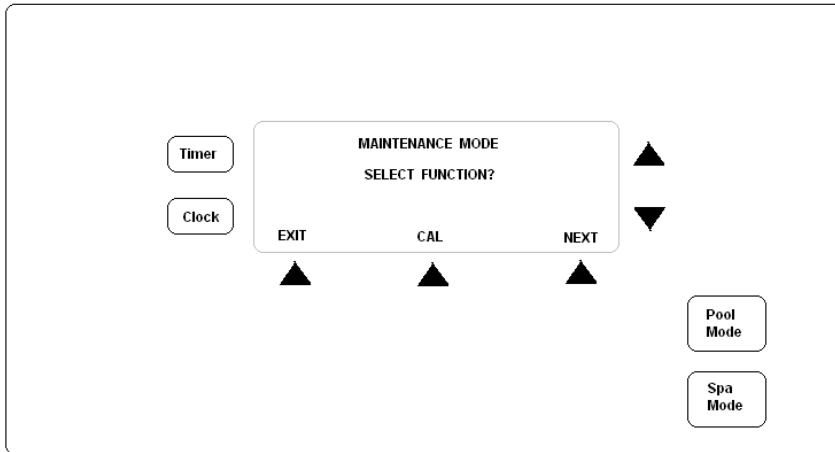 Timer
Clock
MAINTENANCE MODE
SELECT FUNCTION?
EXIT CAL NEXT
Pool
Mode
Spa
Mode